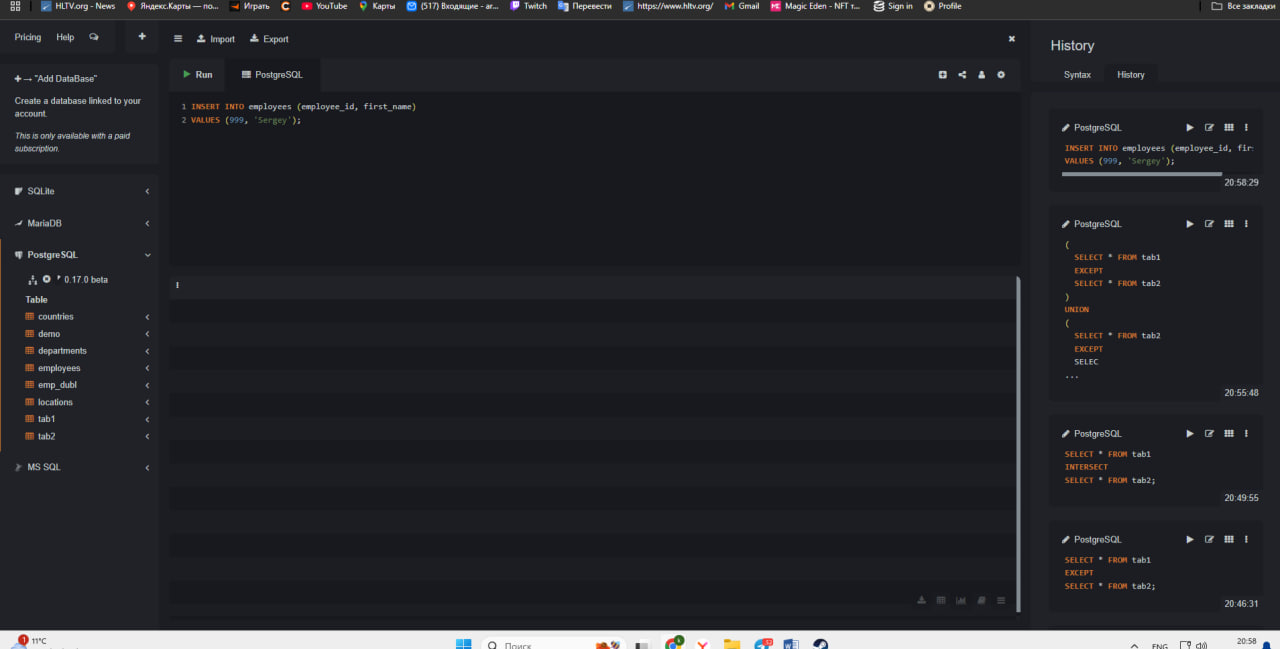 HLTV.org - News
Яндекс.Карты — по...
Играть
YouTube
Карты
(517) Входящие - ar...
Twitch
Перевести
https://www.hltv.org/
Gmail
Magic Eden - NFT т...
Sign in
Profile
Все закладки
Pricing
Help
Import
Export
"Add DataBase"
Create a database linked to your
account.
This is only available with a paid
subscription.
SQLite
MariaDB
PostgreSQL
0.17.0 beta
Table
countries
demo
departments
employees
emp_dubl
locations
tab1
tab2
MS SQL
Run
PostgreSQL
1 INSERT INTO employees (employee_id, first_name)
2 VALUES (999, 'Sergey');
History
Syntax
History
PostgreSQL
INSERT INTO employees (employee_id, fir
VALUES (999, 'Sergey');
20:58:29
PostgreSQL
(
SELECT * FROM tab1
EXCEPT
SELECT * FROM tab2
)
UNION
(
SELECT * FROM tab2
EXCEPT
SELEC
...
20:55:48
PostgreSQL
SELECT * FROM tab1
INTERSECT
SELECT * FROM tab2;
20:49:55
PostgreSQL
SELECT * FROM tab1
EXCEPT
SELECT * FROM tab2;
20:46:31
1
11°C
Поиск
ENG
20:58